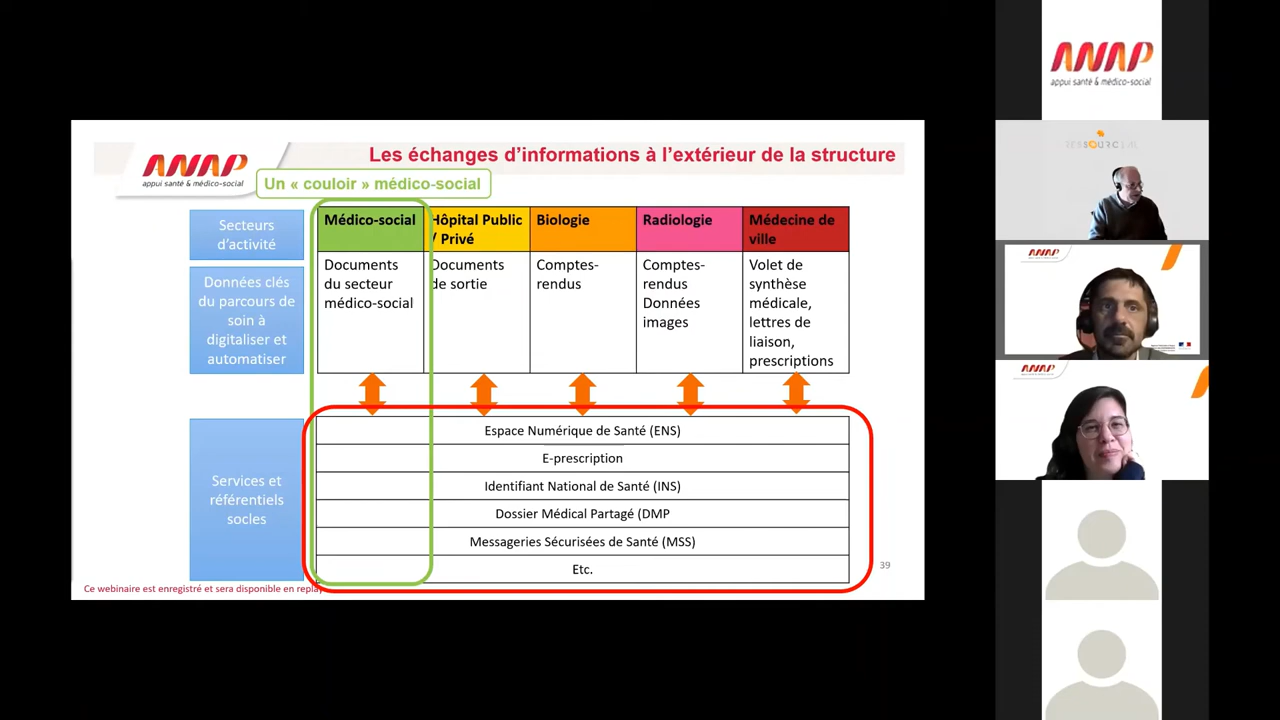 ANAP
appui santé & médico-social
Les échanges d’informations à l’extérieur de la structure
Un « couloir » médico-social
Secteurs
d’activité
Médico-social
Hôpital Public
/ Privé
Biologie
Radiologie
Médecine de
ville
Données clés
du parcours de
soin à
digitaliser et
automatiser
Documents
du secteur
médico-social
Documents
de sortie
Comptes-
rendus
Comptes-
rendus
Données
images
Volet de
synthèse
médicale,
lettres de
liaison,
prescriptions
Services et
référentiels
socles
Espace Numérique de Santé (ENS)
E-prescription
Identifiant National de Santé (INS)
Dossier Médical Partagé (DMP
Messageries Sécurisées de Santé (MSS)
Etc.
39
Ce webinaire est enregistré et sera disponible en replay
ANAP
appui santé & médico-social
RESSOURCIAL
ANAP
ANAP